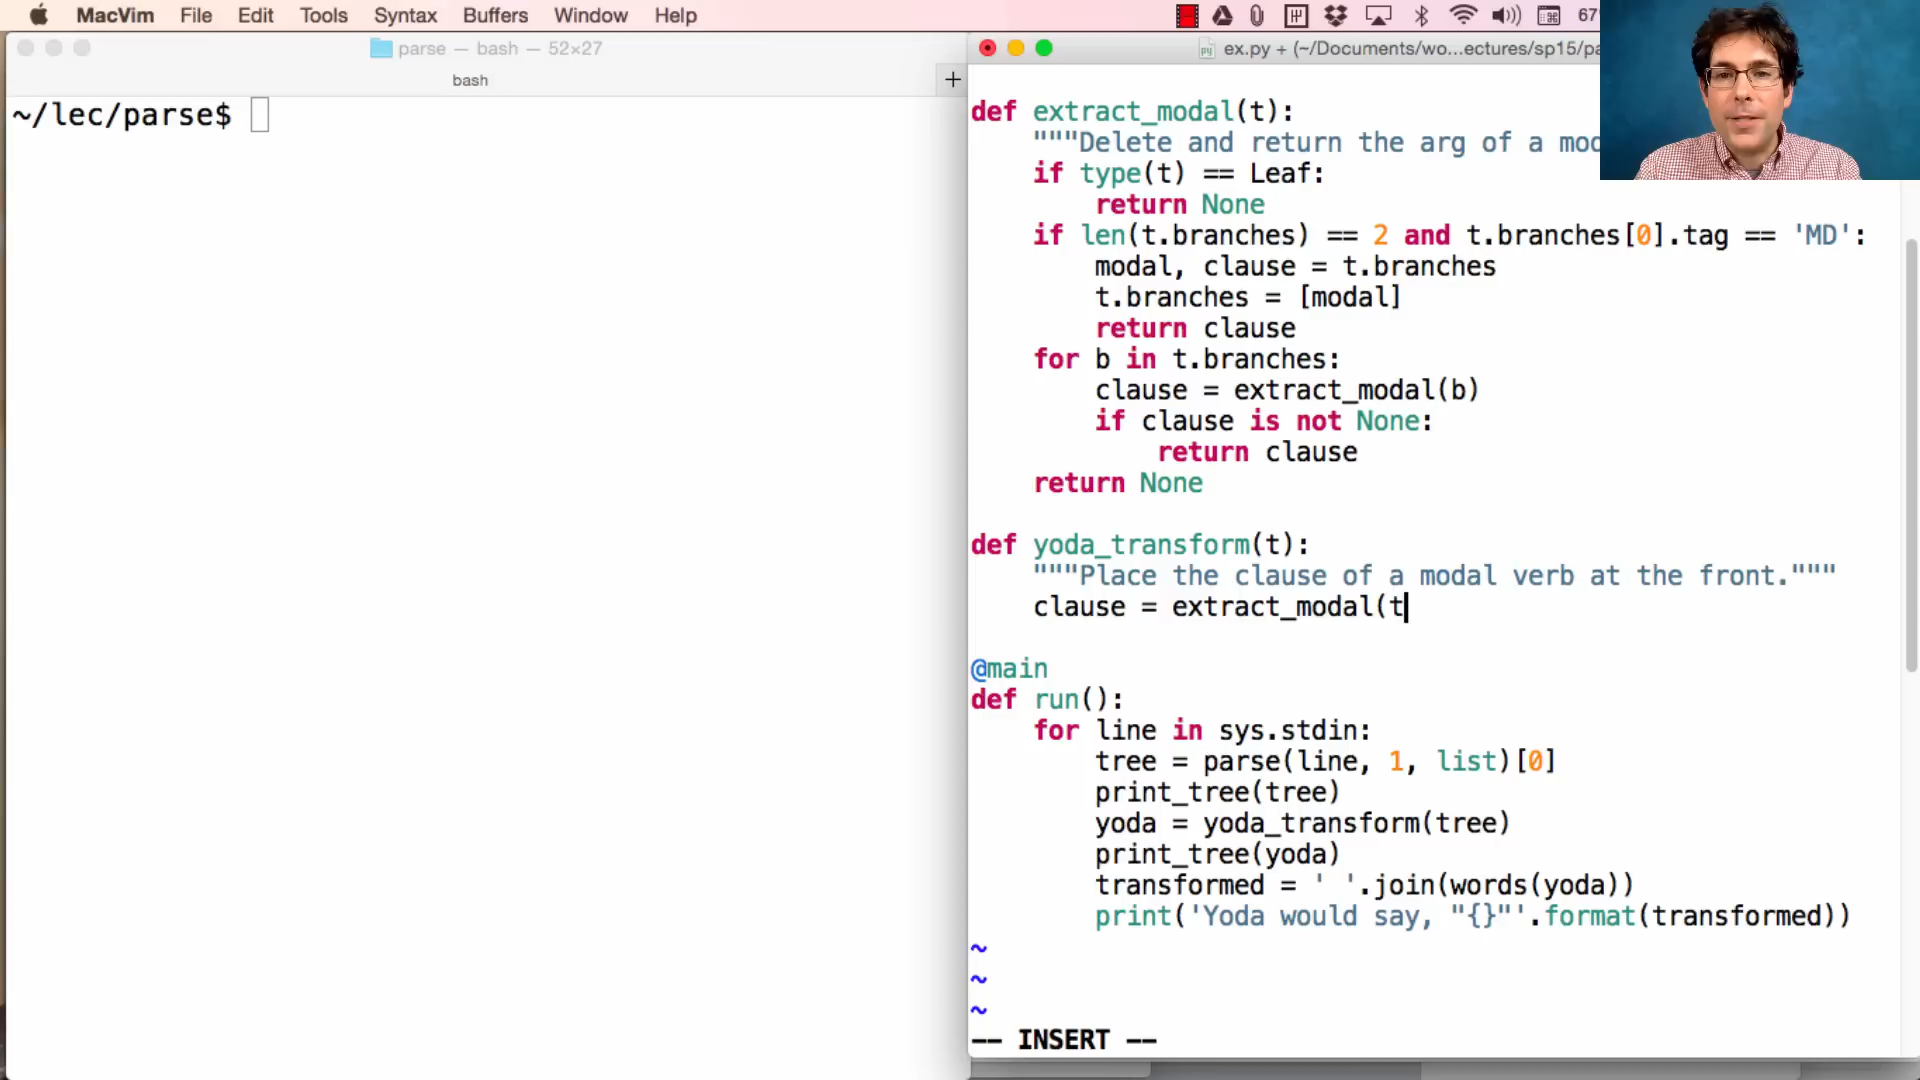 MacVim File Edit Tools Syntax Buffers Window Help
67
parse — bash — 52×27
bash
+
~/lec/parse$
ex.py + (~/Documents/wo...ectures/sp15/pa
def extract_modal(t):
    """Delete and return the arg of a mod
    if type(t) == Leaf:
        return None
    if len(t.branches) == 2 and t.branches[0].tag == 'MD':
        modal, clause = t.branches
        t.branches = [modal]
        return clause
    for b in t.branches:
        clause = extract_modal(b)
        if clause is not None:
            return clause
    return None
def yoda_transform(t):
    """Place the clause of a modal verb at the front."""
    clause = extract_modal(t
@main
def run():
    for line in sys.stdin:
        tree = parse(line, 1, list)[0]
        print_tree(tree)
        yoda = yoda_transform(tree)
        print_tree(yoda)
        transformed = ' '.join(words(yoda))
        print('Yoda would say, "{}"'.format(transformed))
~
~
~
-- INSERT --